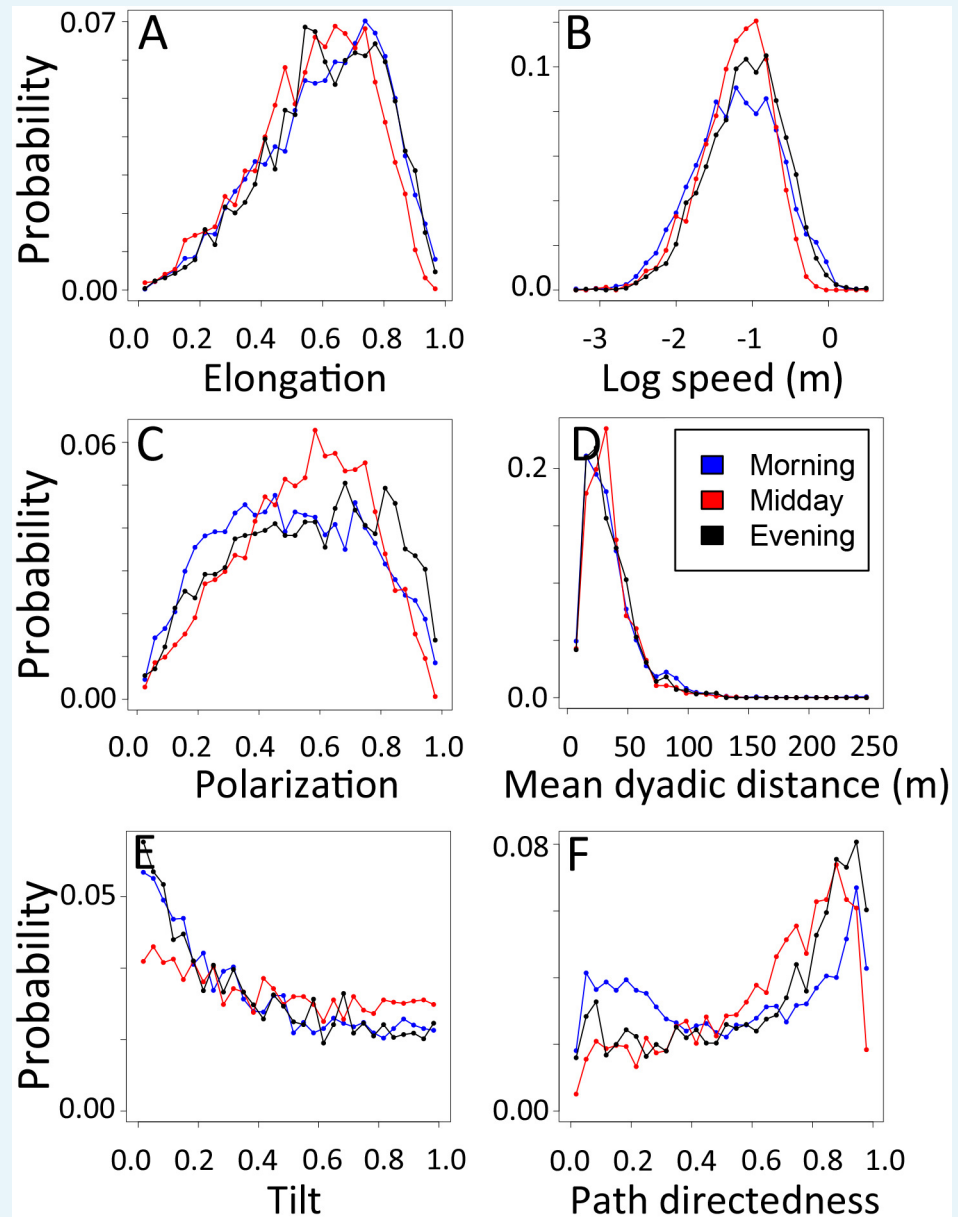 A
0.07
Probability
0.00
0.0 0.2 0.4 0.6 0.8 1.0
Elongation
B
0.1
0.0
-3 -2 -1 0
Log speed (m)
C
0.06
Probability
0.00
0.0 0.2 0.4 0.6 0.8 1.0
Polarization
D
0.2
0.0
Morning
Midday
Evening
0 50 100 150 200 250
Mean dyadic distance (m)
E
0.05
Probability
0.00
0.0 0.2 0.4 0.6 0.8 1.0
Tilt
F
0.08
0.00
0.0 0.2 0.4 0.6 0.8 1.0
Path directedness